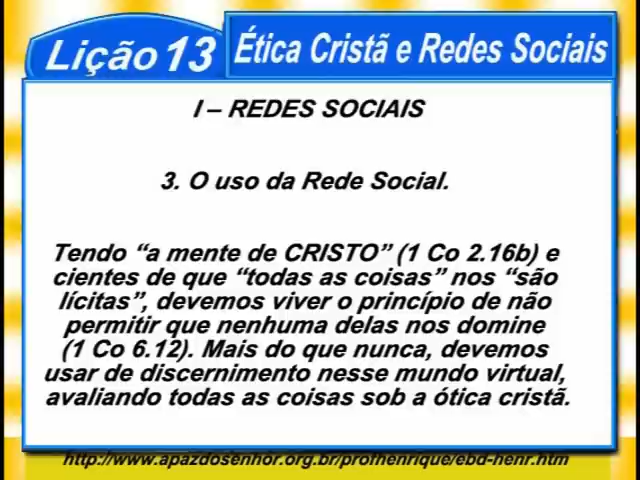 Lição 13
Ética Cristã e Redes Sociais
I – REDES SOCIAIS
3. O uso da Rede Social.
Tendo “a mente de CRISTO” (1 Co 2.16b) e
cientes de que “todas as coisas” nos “são
lícitas”, devemos viver o princípio de não
permitir que nenhuma delas nos domine
(1 Co 6.12). Mais do que nunca, devemos
usar de discernimento nesse mundo virtual,
avaliando todas as coisas sob a ótica cristã.
http://www.apazdosenhor.org.br/profhenrique/ebd-henr.htm